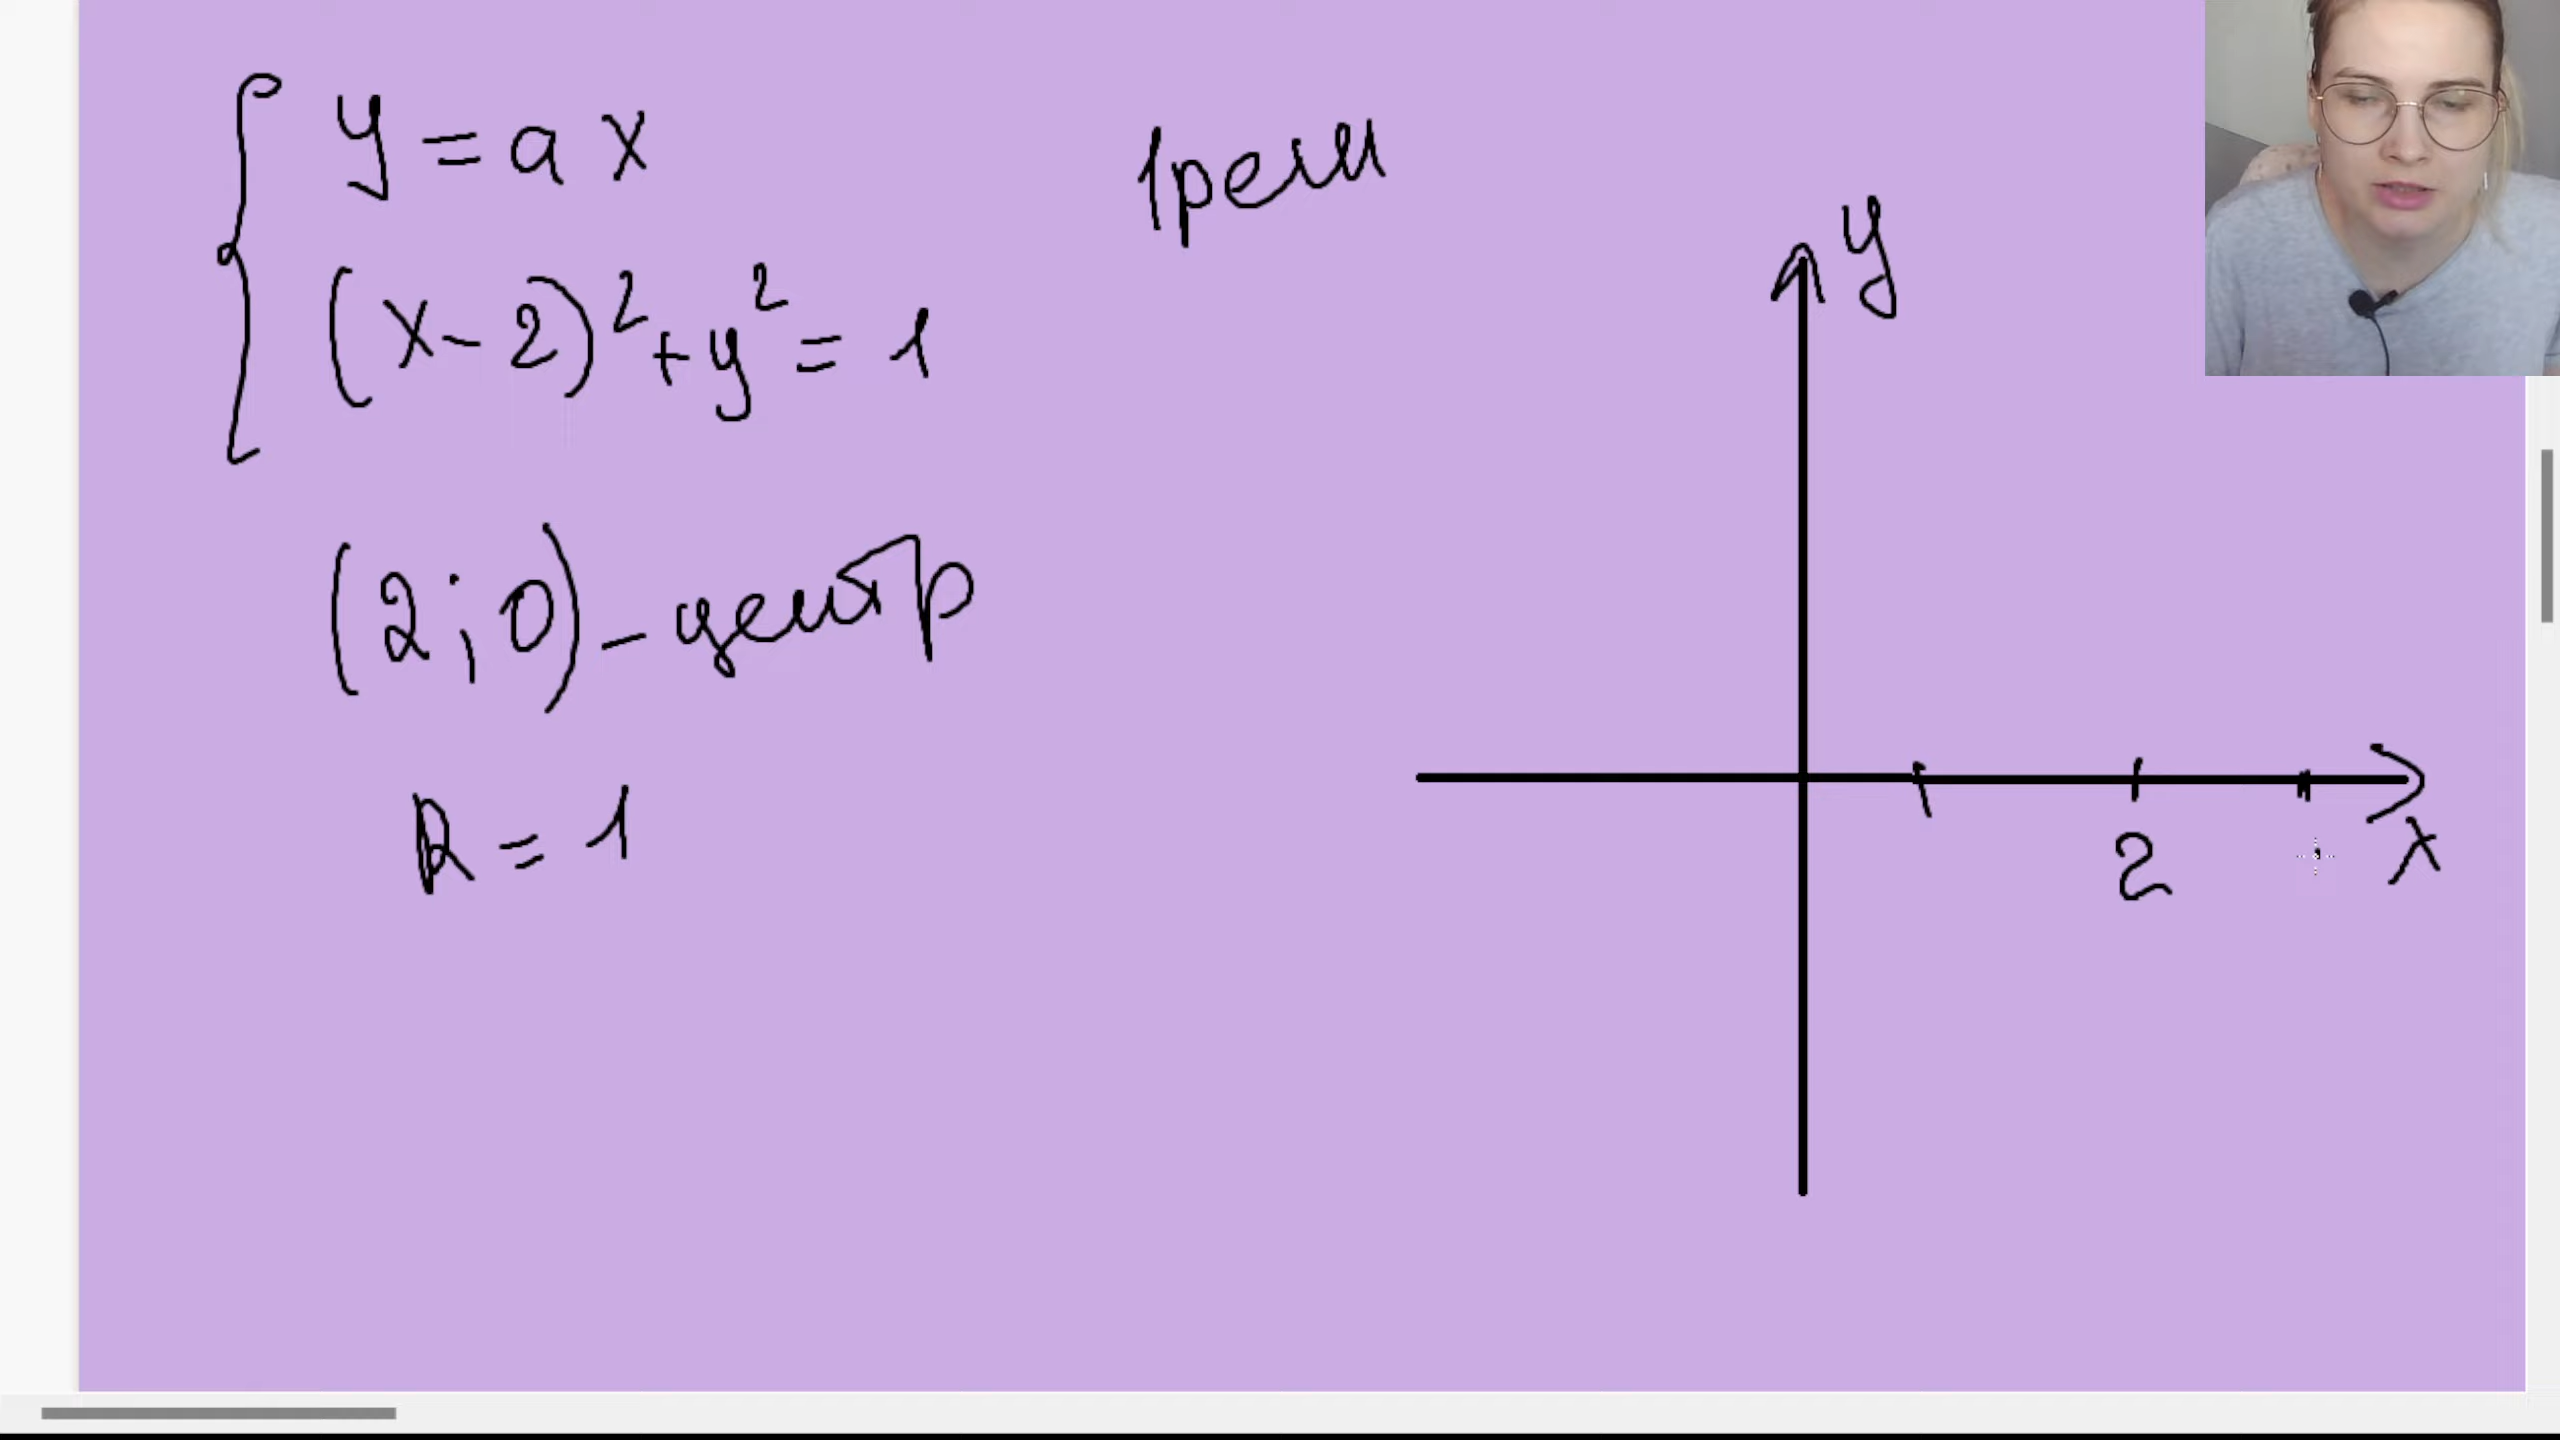 y = ax
1 реш
(x-2)² + y² = 1
y
(2;0) - центр
R = 1
2
x